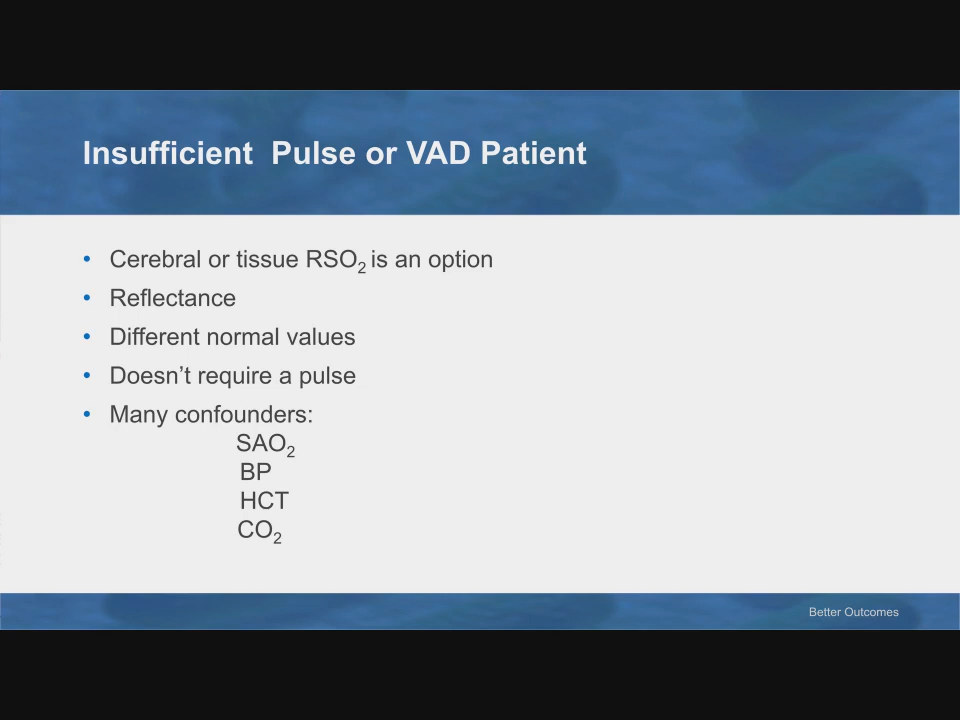 Insufficient  Pulse or VAD Patient
• Cerebral or tissue RSO₂ is an option
• Reflectance
• Different normal values
• Doesn’t require a pulse
• Many confounders:
SAO₂
BP
HCT
CO₂
Better Outcomes